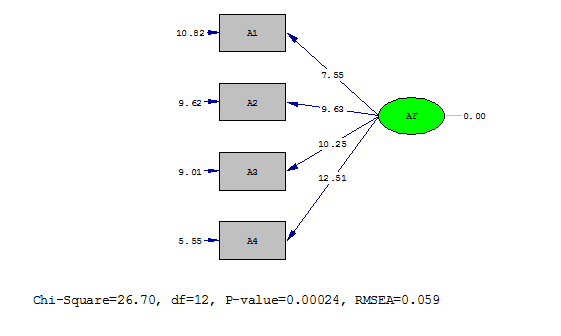 10.82 A1
7.55
9.62 A2 9.63 AF 0.00
10.25
9.01 A3
12.51
5.55 A4
Chi-Square=26.70, df=12, P-value=0.00024, RMSEA=0.059